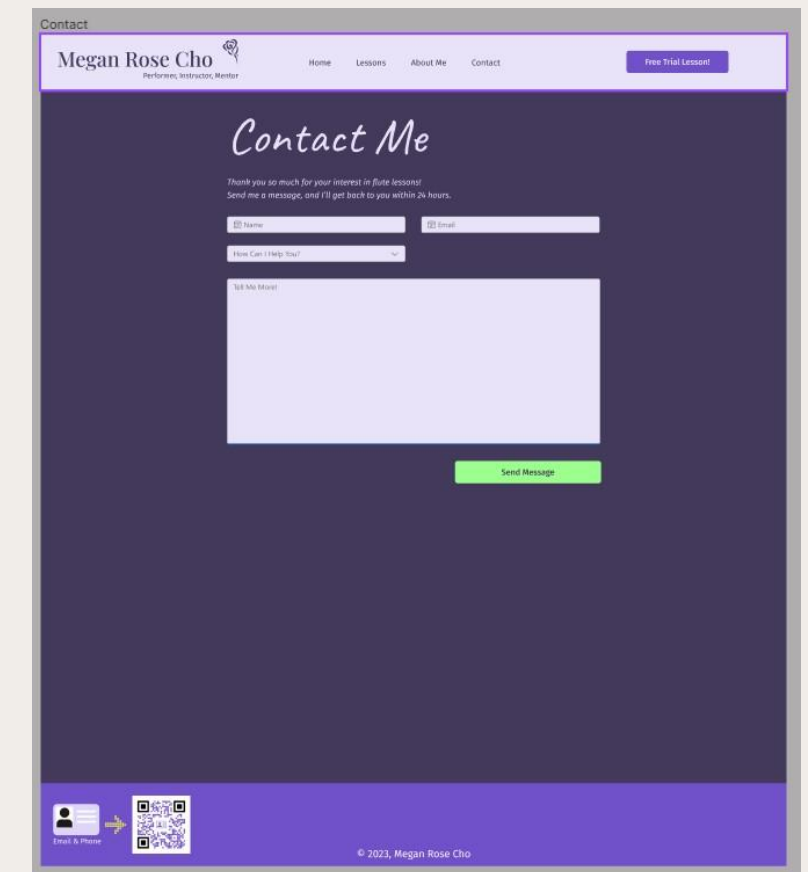 Contact
Megan Rose Cho
Performer, Instructor, Mentor
Home Lessons About Me Contact
Free Trial Lesson!
Contact Me
Thank you so much for your interest in flute lessons!
Send me a message, and I'll get back to you within 24 hours.
Name
Email
How Can I Help You?
Tell Me More!
Send Message
Email & Phone
© 2023, Megan Rose Cho